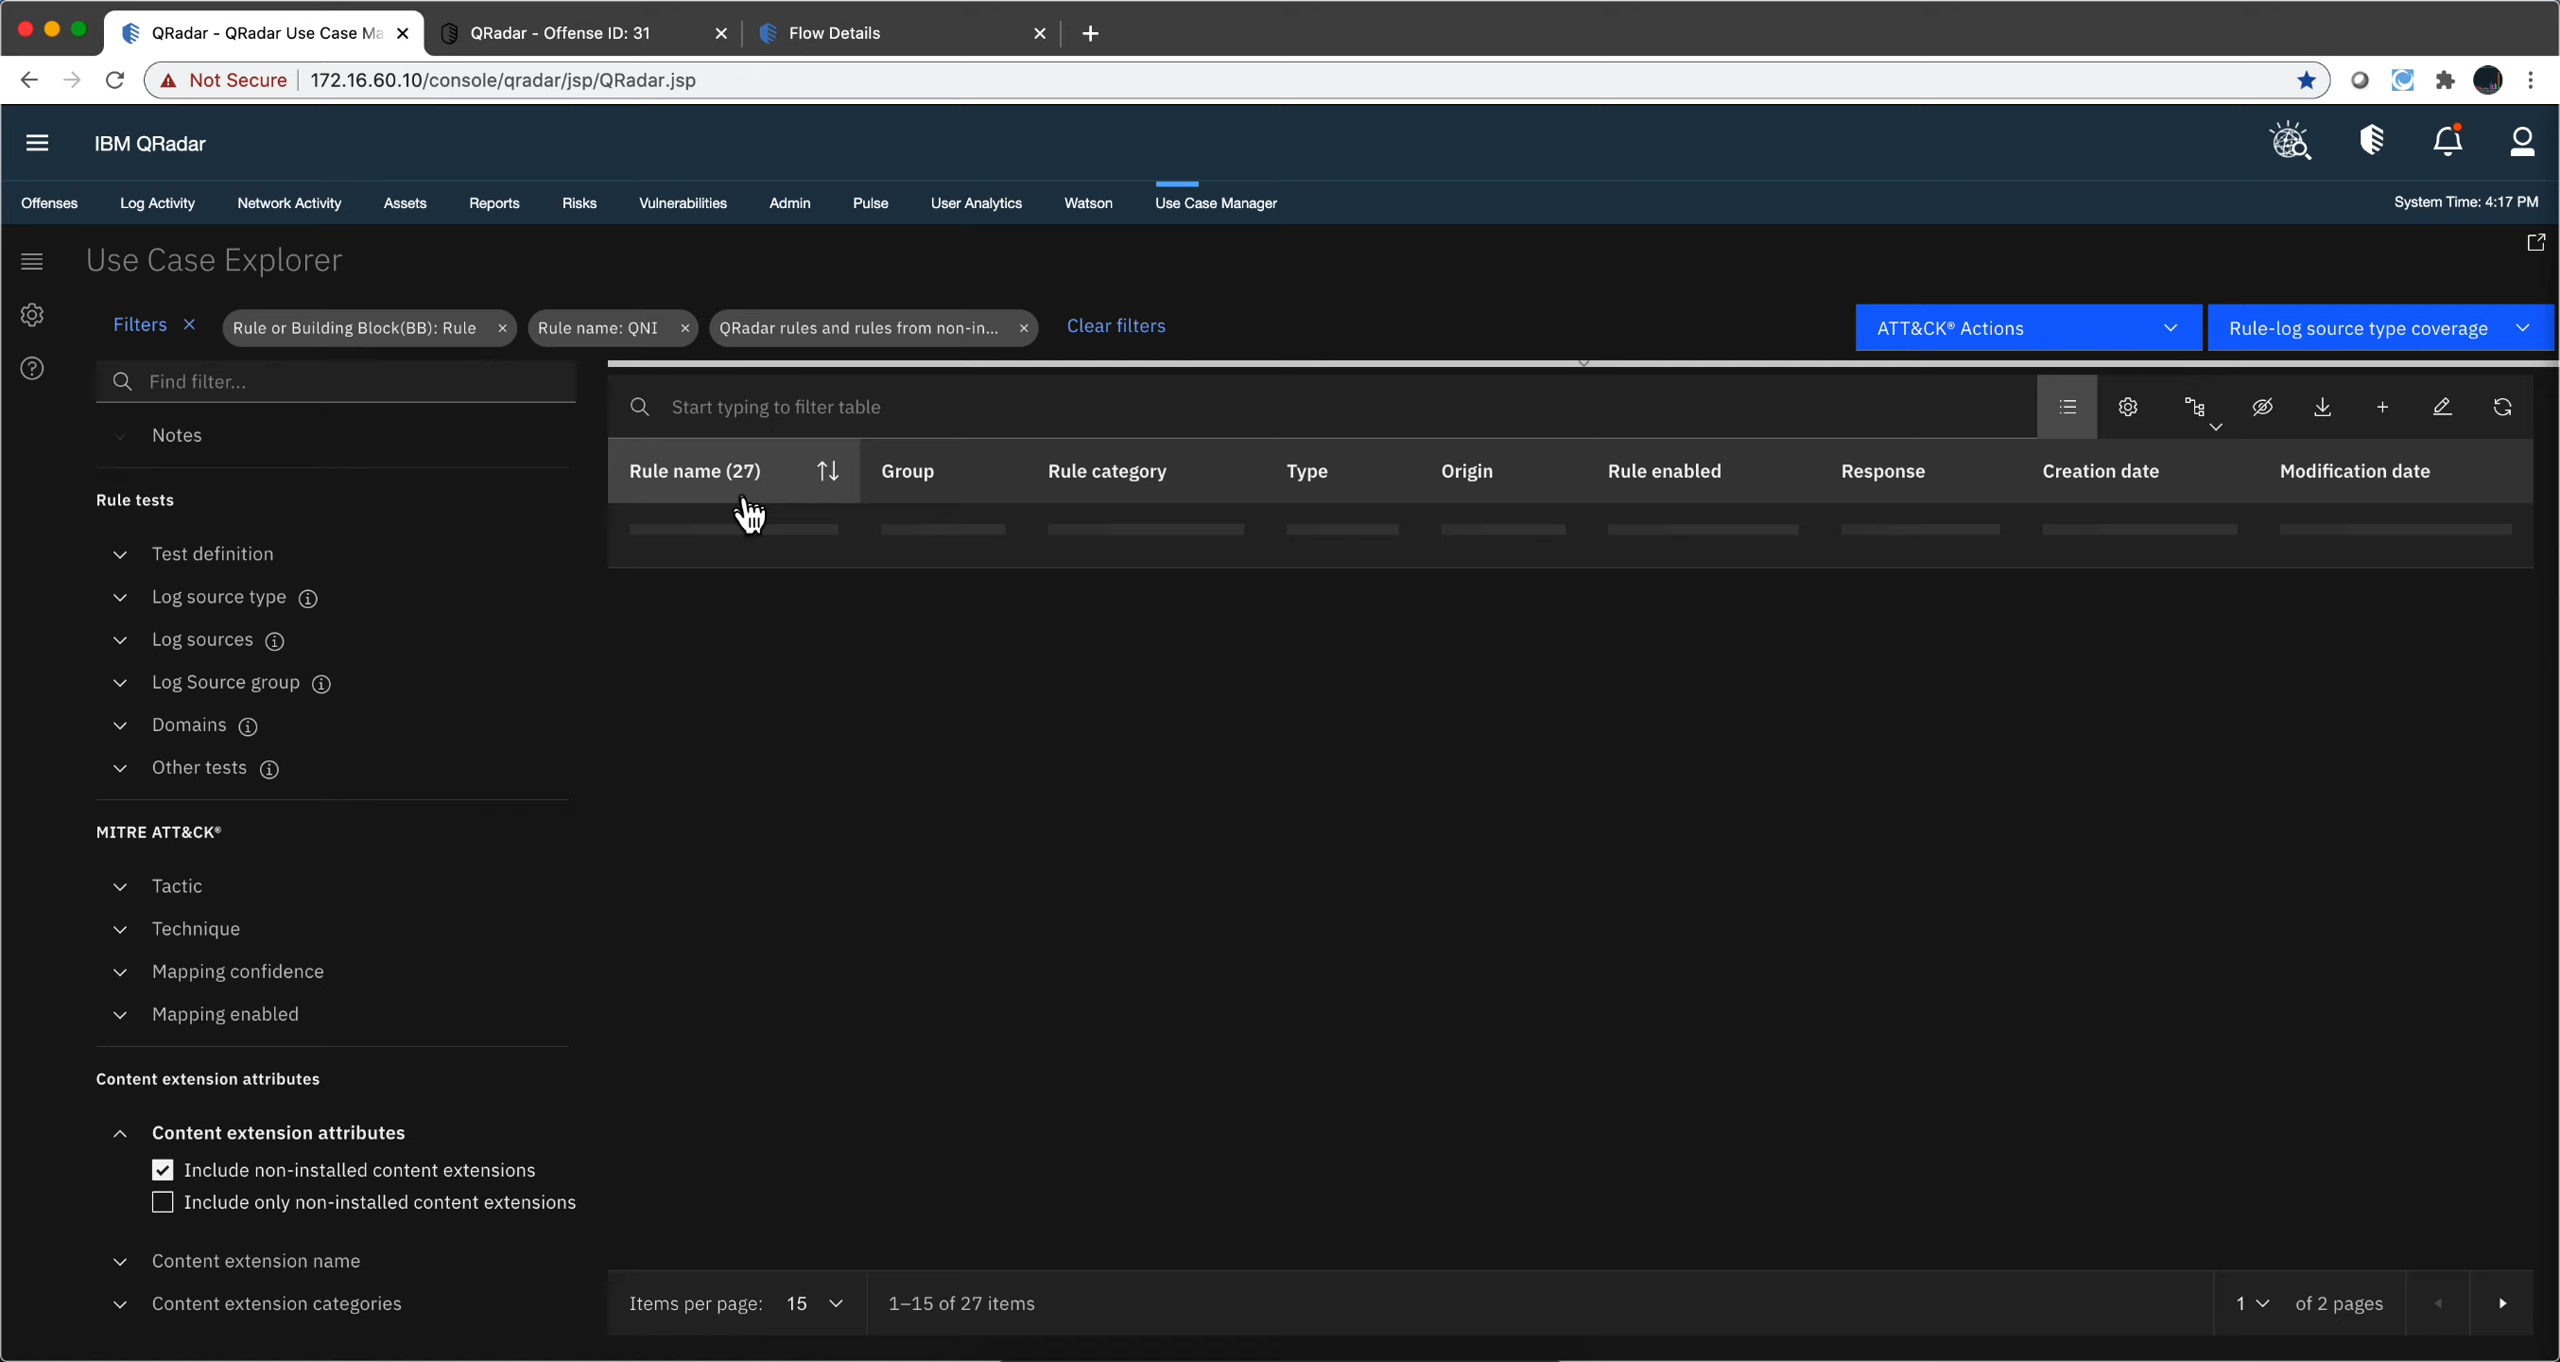 QRadar - QRadar Use Case Ma
QRadar - Offense ID: 31
Flow Details
Not Secure 172.16.60.10/console/qradar/jsp/QRadar.jsp
IBM QRadar
Offenses Log Activity Network Activity Assets Reports Risks Vulnerabilities Admin Pulse User Analytics Watson Use Case Manager System Time: 4:17 PM
Use Case Explorer
Filters × Rule or Building Block(BB): Rule × Rule name: QNI × QRadar rules and rules from non-in... × Clear filters ATT&CK® Actions Rule-log source type coverage
Find filter...
Start typing to filter table
Notes
Rule name (27) Group Rule category Type Origin Rule enabled Response Creation date Modification date
Rule tests
Test definition
Log source type
Log sources
Log Source group
Domains
Other tests
MITRE ATT&CK®
Tactic
Technique
Mapping confidence
Mapping enabled
Content extension attributes
Content extension attributes
Include non-installed content extensions
Include only non-installed content extensions
Content extension name
Content extension categories
Items per page: 15 1–15 of 27 items 1 of 2 pages